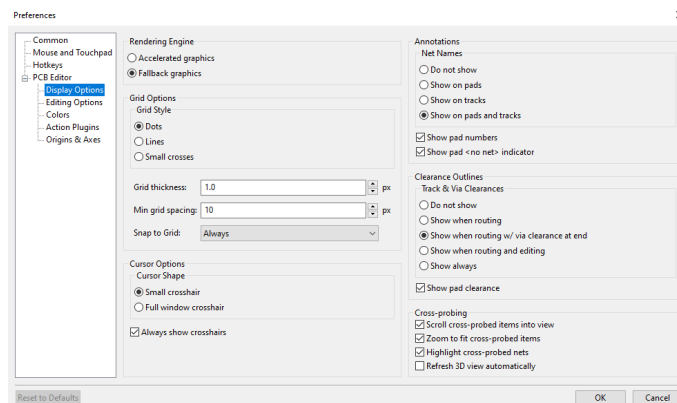 Preferences
Common
Mouse and Touchpad
Hotkeys
PCB Editor
Display Options
Editing Options
Colors
Action Plugins
Origins & Axes
Rendering Engine
Accelerated graphics
Fallback graphics
Grid Options
Grid Style
Dots
Lines
Small crosses
Grid thickness: 1.0 px
Min grid spacing: 10 px
Snap to Grid: Always
Cursor Options
Cursor Shape
Small crosshair
Full window crosshair
Always show crosshairs
Annotations
Net Names
Do not show
Show on pads
Show on tracks
Show on pads and tracks
Show pad numbers
Show pad <no net> indicator
Clearance Outlines
Track & Via Clearances
Do not show
Show when routing
Show when routing w/ via clearance at end
Show when routing and editing
Show always
Show pad clearance
Cross-probing
Scroll cross-probed items into view
Zoom to fit cross-probed items
Highlight cross-probed nets
Refresh 3D view automatically
Reset to Defaults
OK Cancel